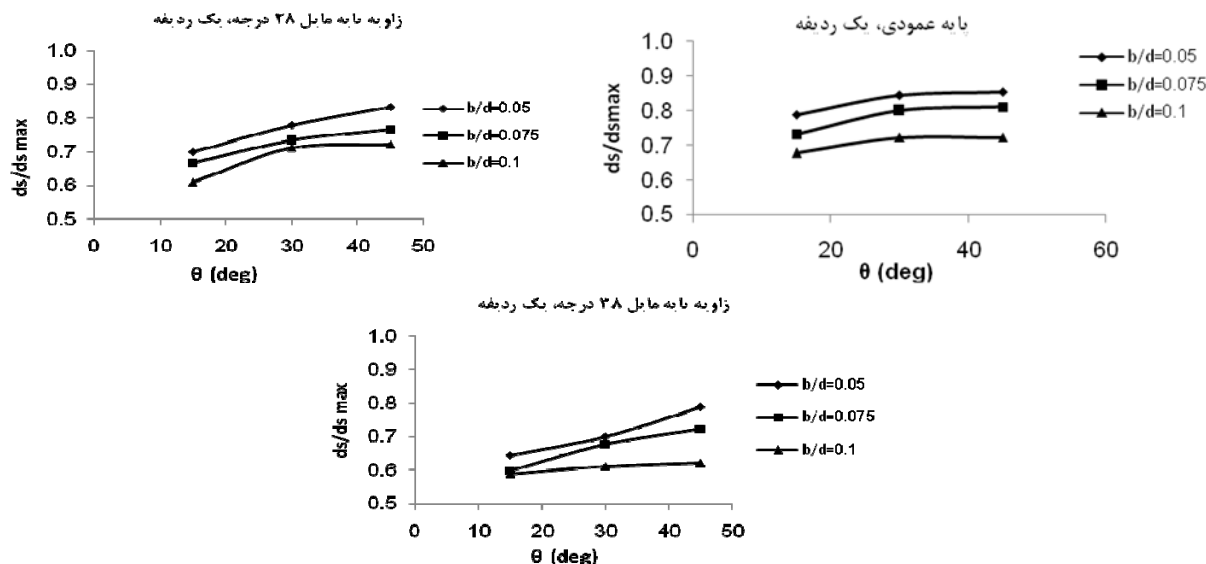 زاویه پایه مایل ۲۸ درجه، یک ردیفه
ds/ds max
1.0
0.9
0.8
0.7
0.6
0.5
0
10
20
30
40
50
θ (deg)
b/d=0.05
b/d=0.075
b/d=0.1
پایه عمودی، یک ردیفه
ds/dsmax
1.0
0.9
0.8
0.7
0.6
0.5
0
20
40
60
θ (deg)
b/d=0.05
b/d=0.075
b/d=0.1
زاویه پایه مایل ۳۸ درجه، یک ردیفه
ds/ds max
1.0
0.9
0.8
0.7
0.6
0.5
0
10
20
30
40
50
θ (deg)
b/d=0.05
b/d=0.075
b/d=0.1